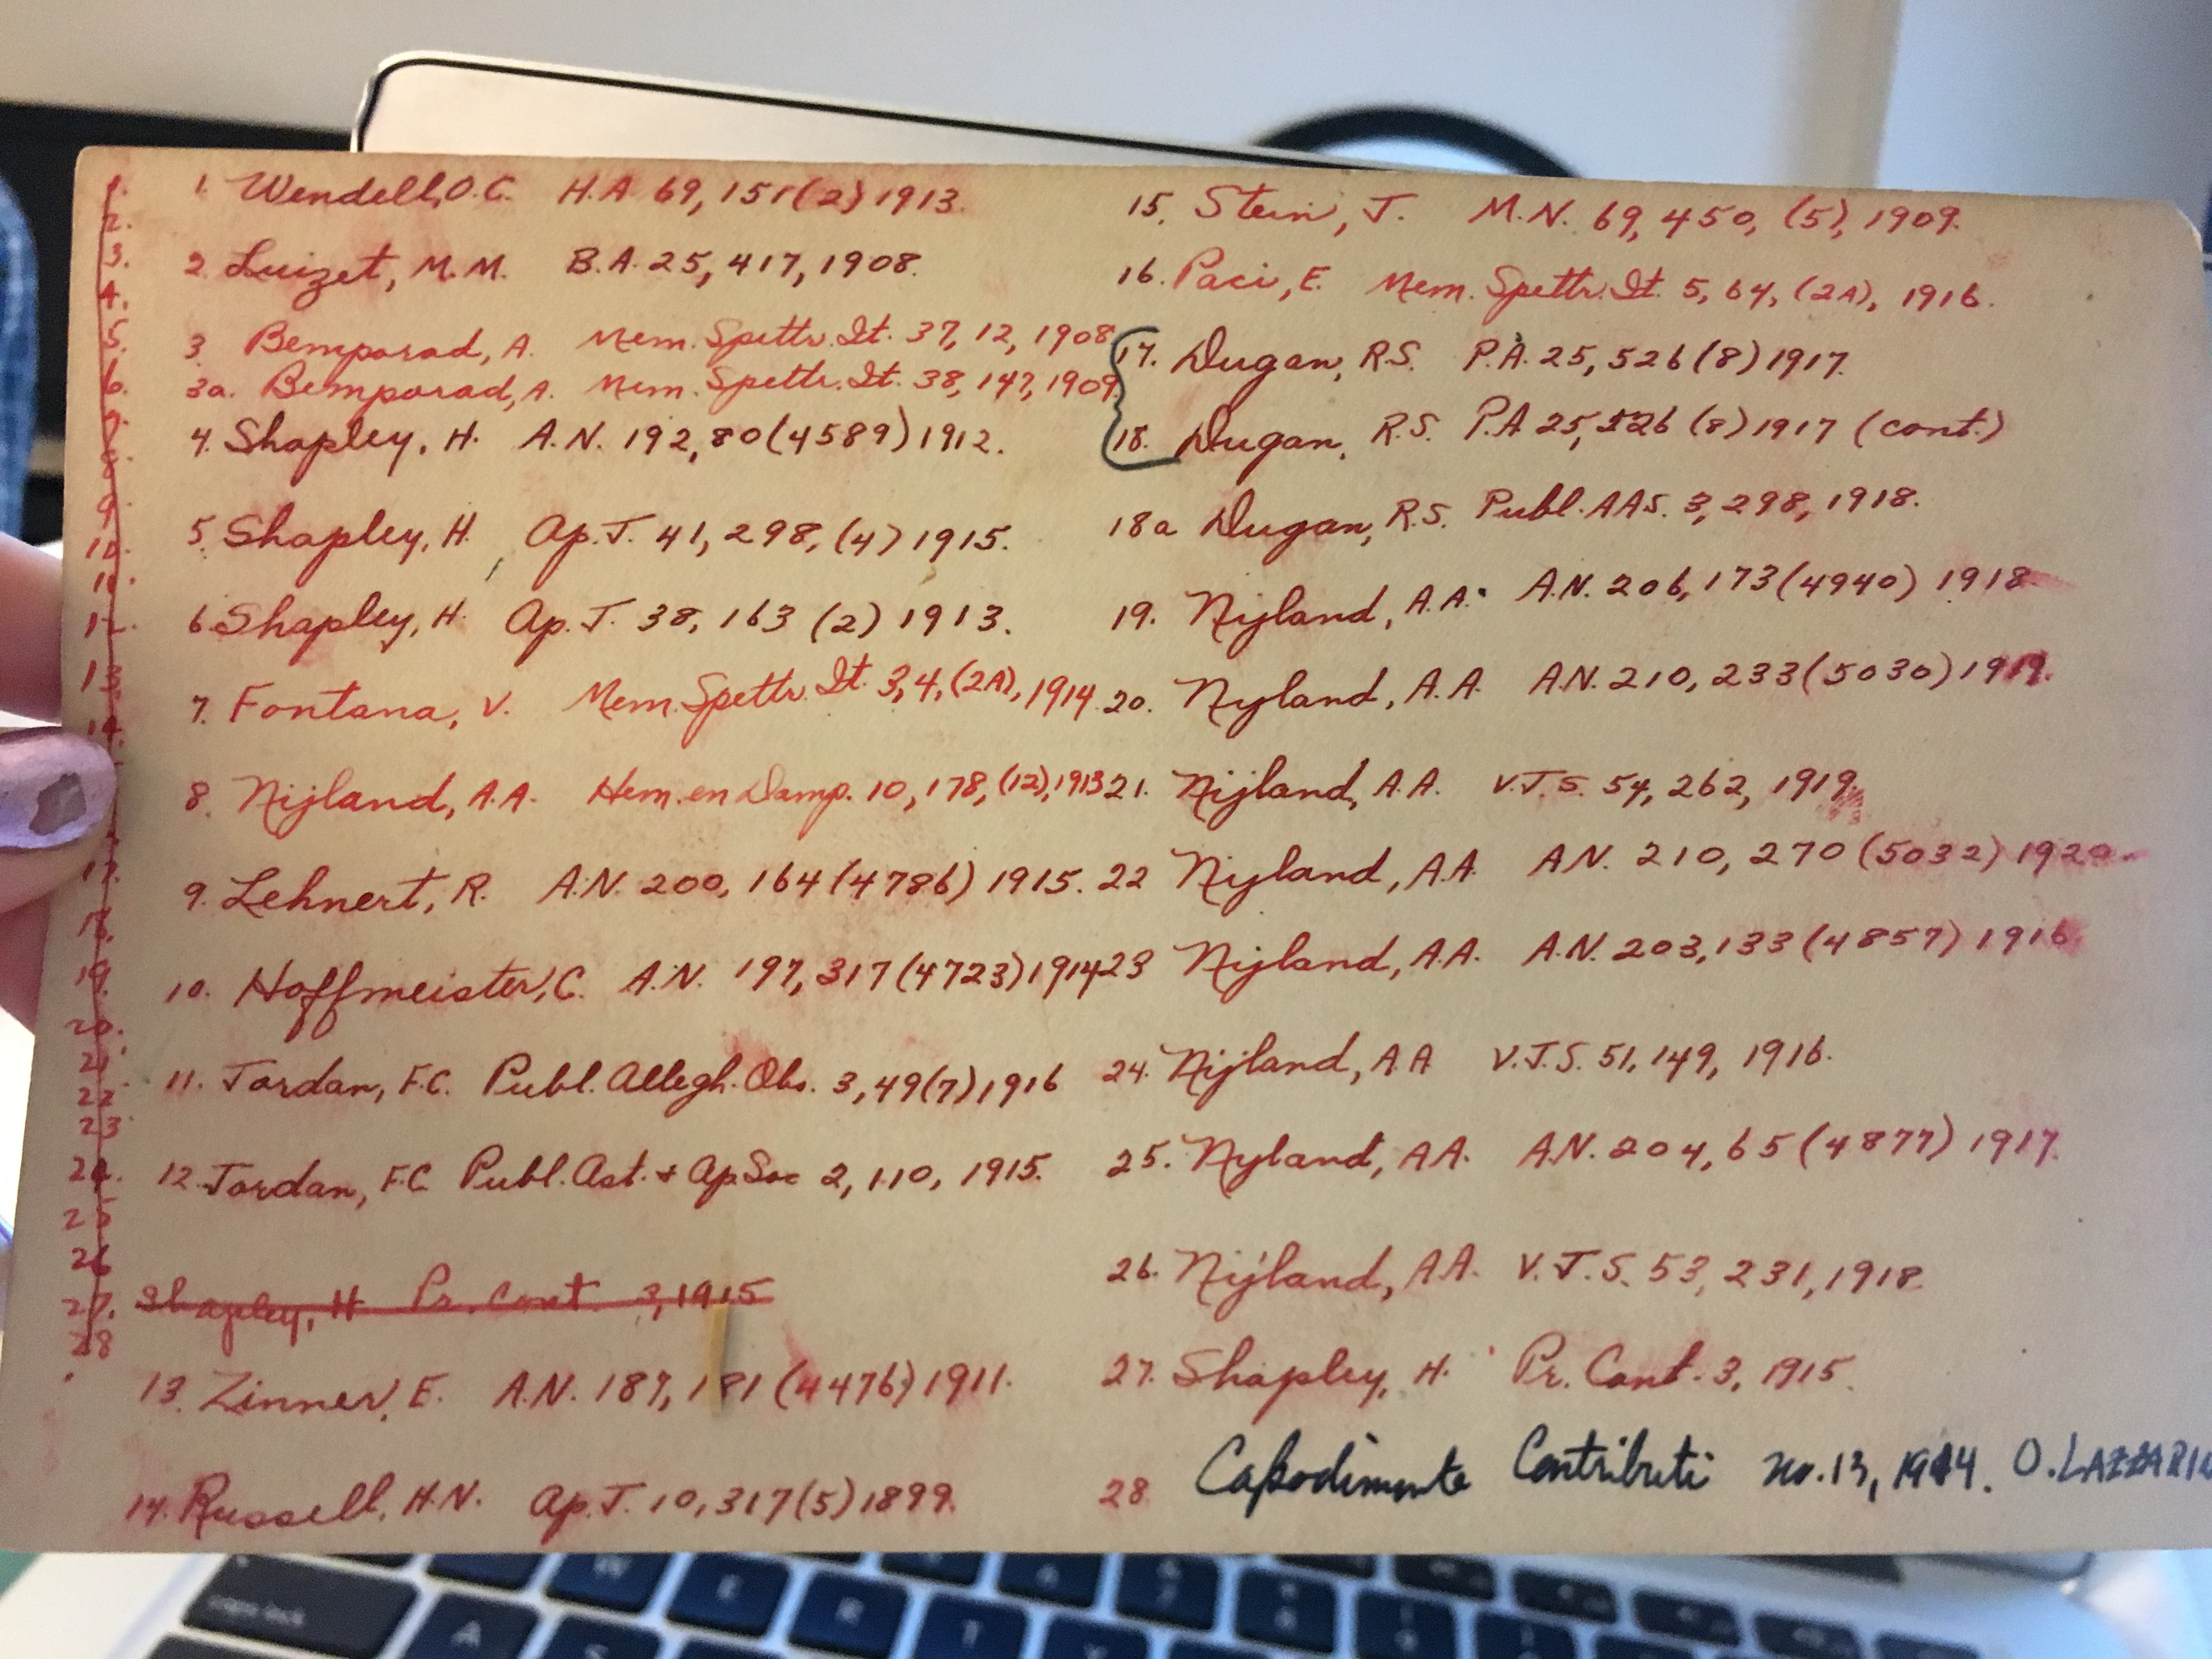 1.
2.
3.
4.
5.
6.
7.
8.
9.
10.
11.
12.
13
14.
17.
18.
19.
20.
21
22
23
24.
25
26
27.
28
1. Wendell, O.C. H.A. 69, 151(2) 1913.
2. Luizet, M.M. B.A. 25, 417, 1908.
3. Bemporad, A. Mem. Spettr. It. 37, 12, 1908
3a. Bemporad, A. Mem. Spettr. It. 38, 147, 1909.
4. Shapley, H. A.N. 192, 80(4589) 1912.
5. Shapley, H. Ap. J. 41, 298, (4) 1915.
6. Shapley, H. Ap. J. 38, 163 (2) 1913.
7. Fontana, V. Mem. Spettr. It. 3, 4, (2A), 1914.
8. Nijland, A.A. Hem. en Damp. 10, 178, (12), 1913
9. Lehnert, R. A.N. 200, 164(4786) 1915.
10. Hoffmeister, C. A.N. 197, 317(4723) 1914
11. Jordan, F.C. Publ. Allegh. Obs. 3, 49(7) 1916
12. Jordan, F.C. Publ. Ast. + Ap. Soc 2, 110, 1915.
Shapley, H Pr. Cont. 3, 1915
13. Zinner, E. A.N. 187, 181 (4476) 1911.
14. Russell, H.N. Ap. J. 10, 317(5) 1899.
15. Stein, J. M.N. 69, 450, (5), 1909.
16. Paci, E. Mem. Spettr. It. 5, 64, (2A), 1916.
17. Dugan, R.S. P.A. 25, 526(8) 1917.
18. Dugan, R.S. P.A 25, 526 (8) 1917 (cont.)
18a Dugan, R.S. Publ. AAS. 3, 298, 1918.
19. Nijland, A.A. A.N. 206, 173(4940) 1918
20. Nyland, A.A. A.N. 210, 233(5030) 1919.
21. Nijland, A.A. V.J.S. 54, 262, 1919.
22 Nijland, A.A. A.N. 210, 270 (5032) 1920.
23 Nijland, A.A. A.N. 203, 133(4857) 1916.
24. Nijland, A.A V.J.S. 51, 149, 1916.
25. Nyland, A.A. A.N. 204, 65(4877) 1917.
26. Nijland, A.A. V.J.S. 53, 231, 1918.
27. Shapley, H. Pr. Cont. 3, 1915.
28. Capodimonte Contributi no. 13, 1944. O.
caps lock
W
E
R
A
T